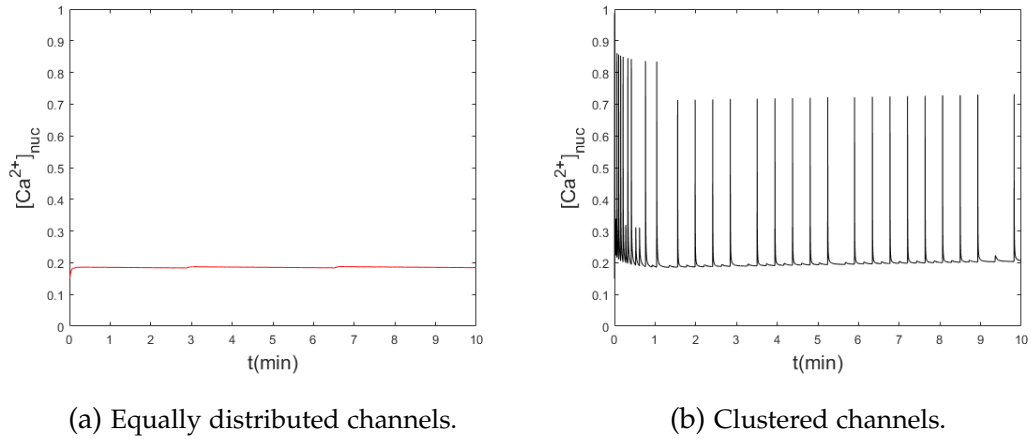 1
0.9
0.8
0.7
0.6
0.5
0.4
0.3
0.2
0.1
0
[Ca2+]nuc
0 1 2 3 4 5 6 7 8 9 10
t(min)
(a) Equally distributed channels.
1
0.9
0.8
0.7
0.6
0.5
0.4
0.3
0.2
0.1
0
[Ca2+]nuc
0 1 2 3 4 5 6 7 8 9 10
t(min)
(b) Clustered channels.